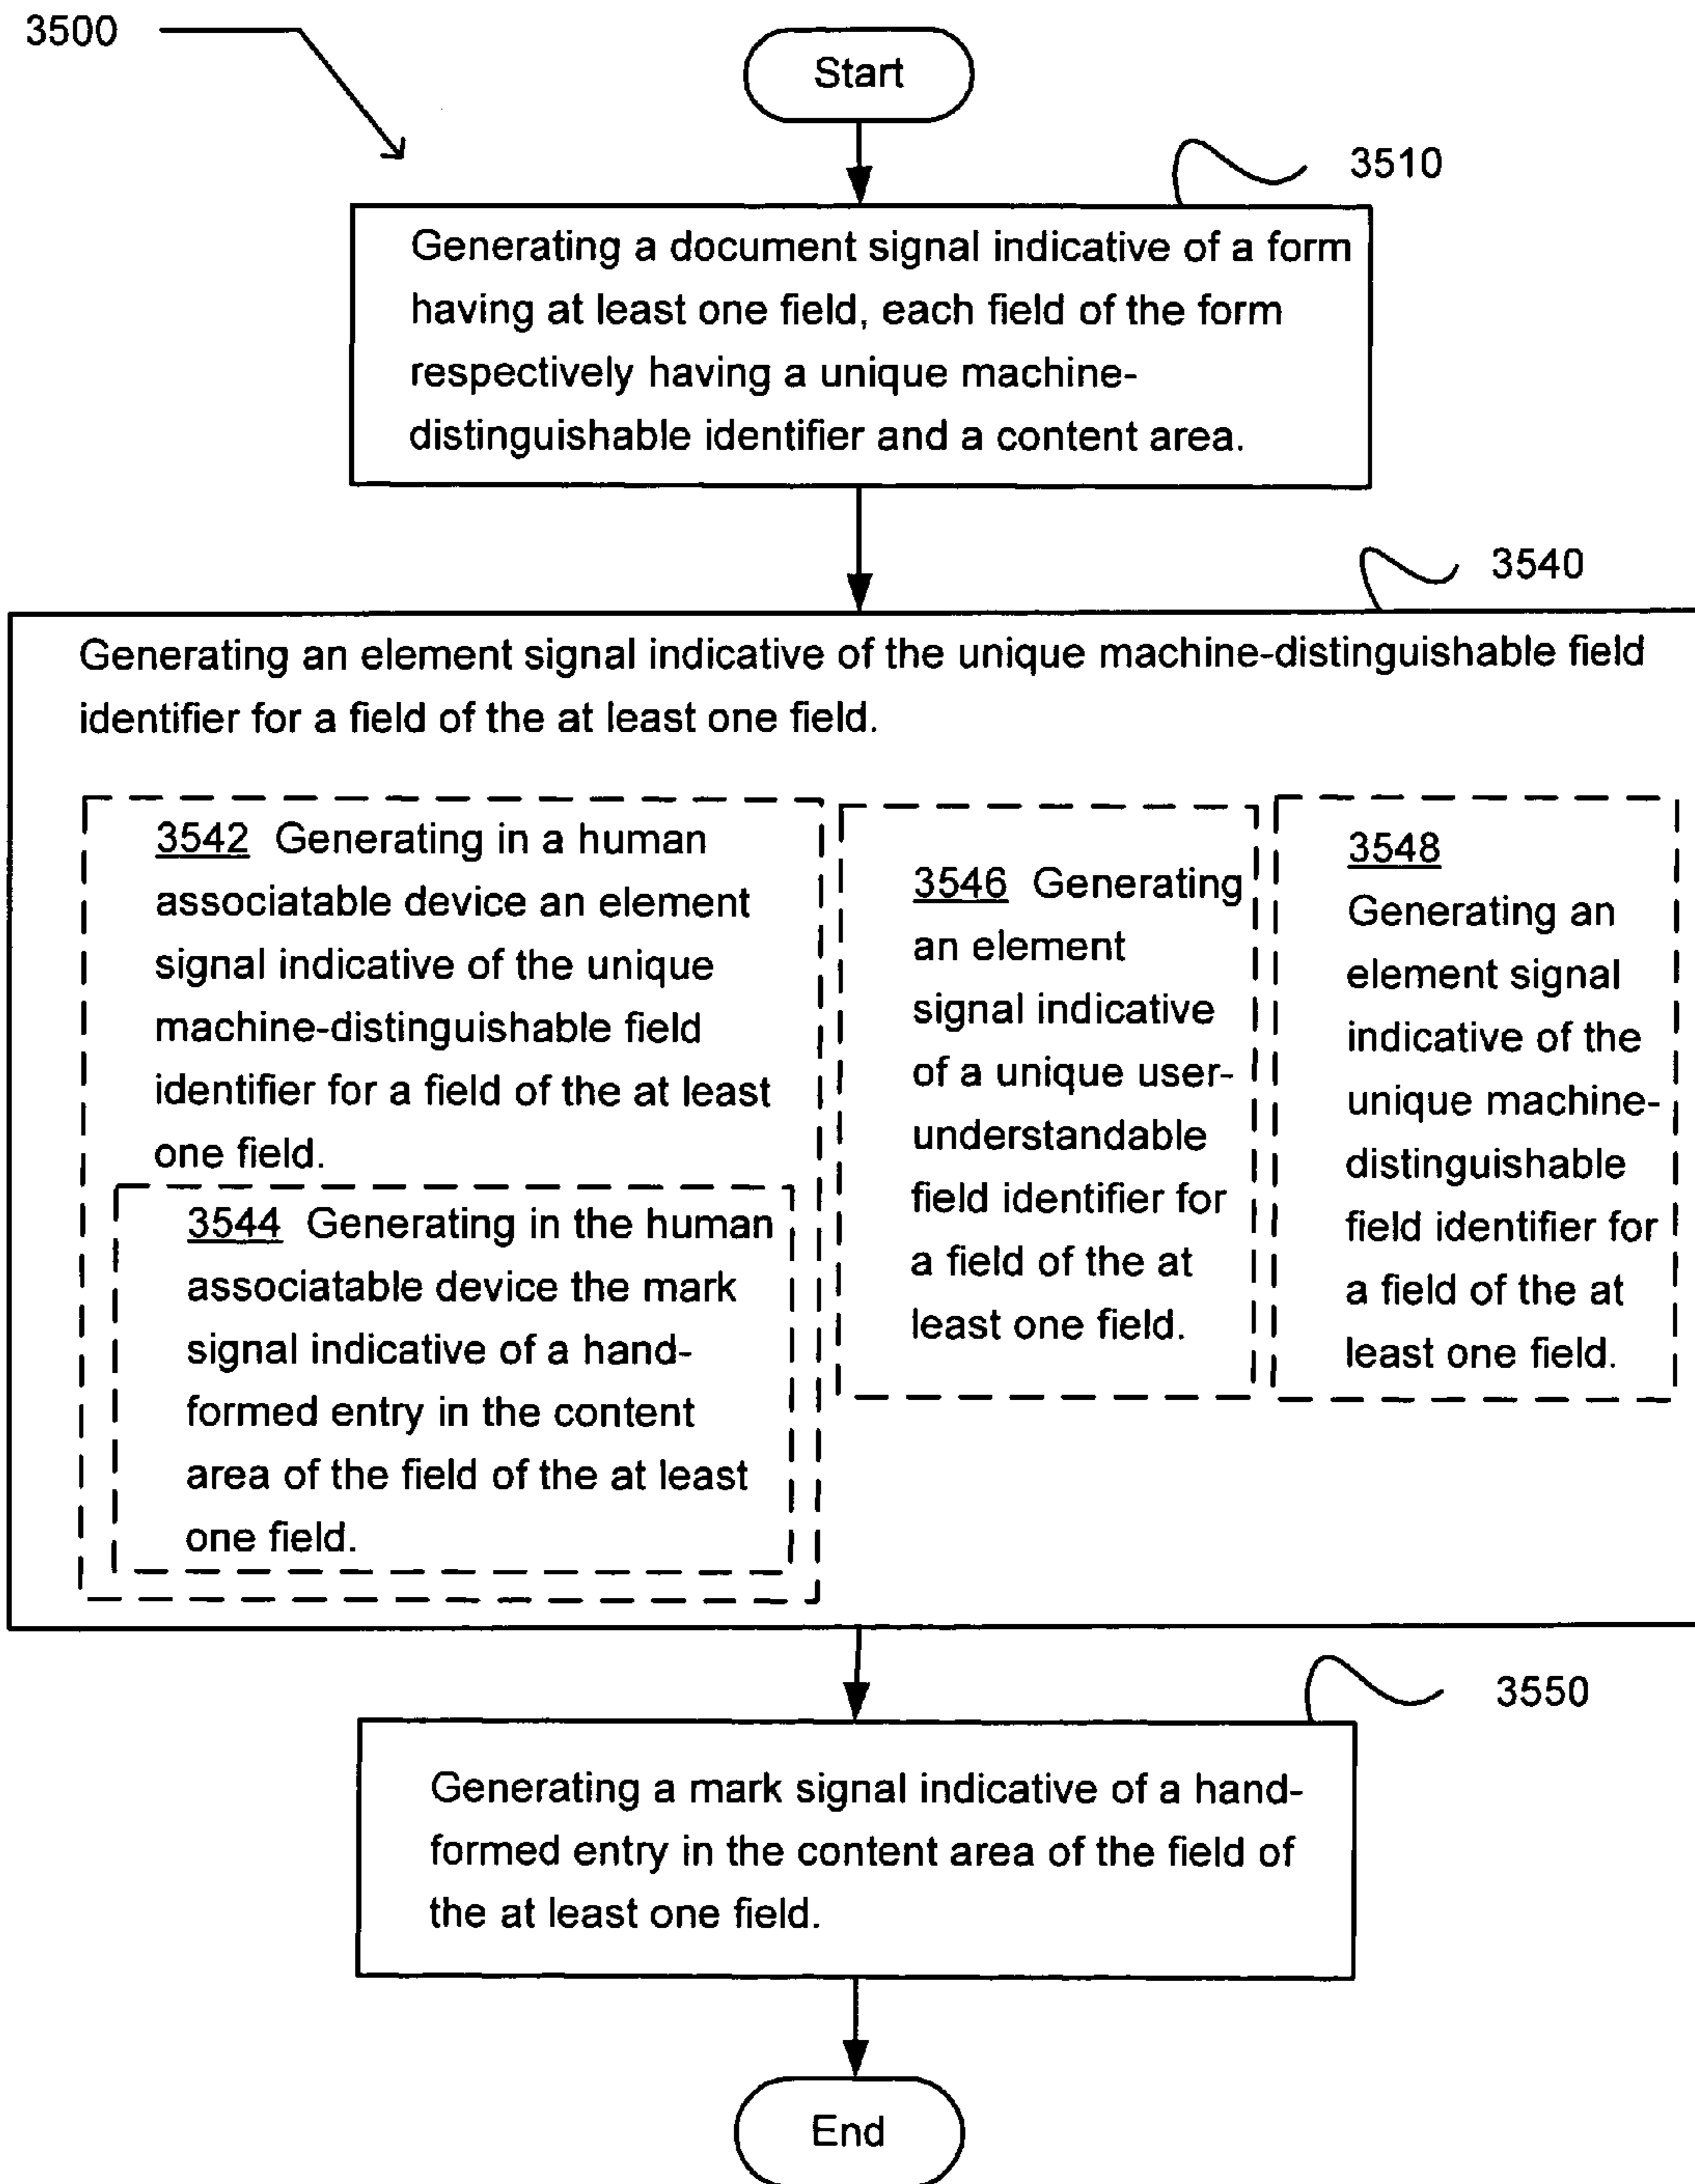 3500
Start
3510
Generating a document signal indicative of a form
having at least one field, each field of the form
respectively having a unique machine-
distinguishable identifier and a content area.
3540
Generating an element signal indicative of the unique machine-distinguishable field
identifier for a field of the at least one field.
3542 Generating in a human
associatable device an element
signal indicative of the unique
machine-distinguishable field
identifier for a field of the at least
one field.
3544 Generating in the human
associatable device the mark
signal indicative of a hand-
formed entry in the content
area of the field of the at least
one field.
3546 Generating
an element
signal indicative
of a unique user-
understandable
field identifier for
a field of the at
least one field.
3548
Generating an
element signal
indicative of the
unique machine-
distinguishable
field identifier for
a field of the at
least one field.
3550
Generating a mark signal indicative of a hand-
formed entry in the content area of the field of
the at least one field.
End